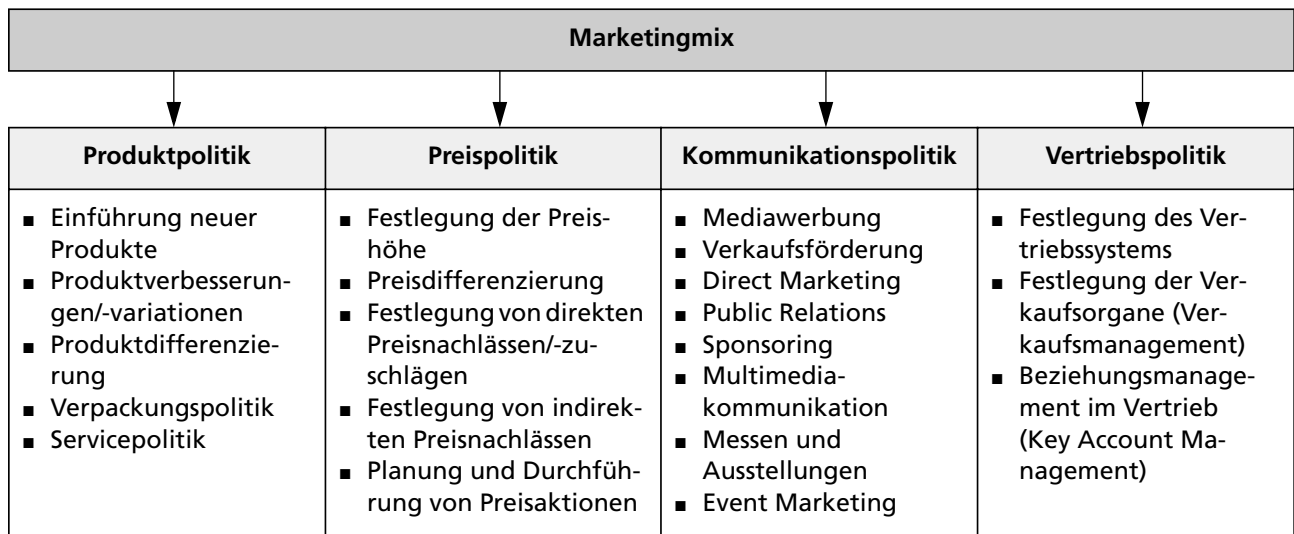 Marketingmix
Produktpolitik
■ Einführung neuer
Produkte
■ Produktverbesserun-
gen/-variationen
■ Produktdifferenzie-
rung
■ Verpackungspolitik
■ Servicepolitik
Preispolitik
■ Festlegung der Preis-
höhe
■ Preisdifferenzierung
■ Festlegung von direkten
Preisnachlässen/-zu-
schlägen
■ Festlegung von indirek-
ten Preisnachlässen
■ Planung und Durchfüh-
rung von Preisaktionen
Kommunikationspolitik
■ Mediawerbung
■ Verkaufsförderung
■ Direct Marketing
■ Public Relations
■ Sponsoring
■ Multimedia-
kommunikation
■ Messen und
Ausstellungen
■ Event Marketing
Vertriebspolitik
■ Festlegung des Ver-
triebssystems
■ Festlegung der Ver-
kaufsorgane (Ver-
kaufsmanagement)
■ Beziehungsmanage-
ment im Vertrieb
(Key Account Ma-
nagement)